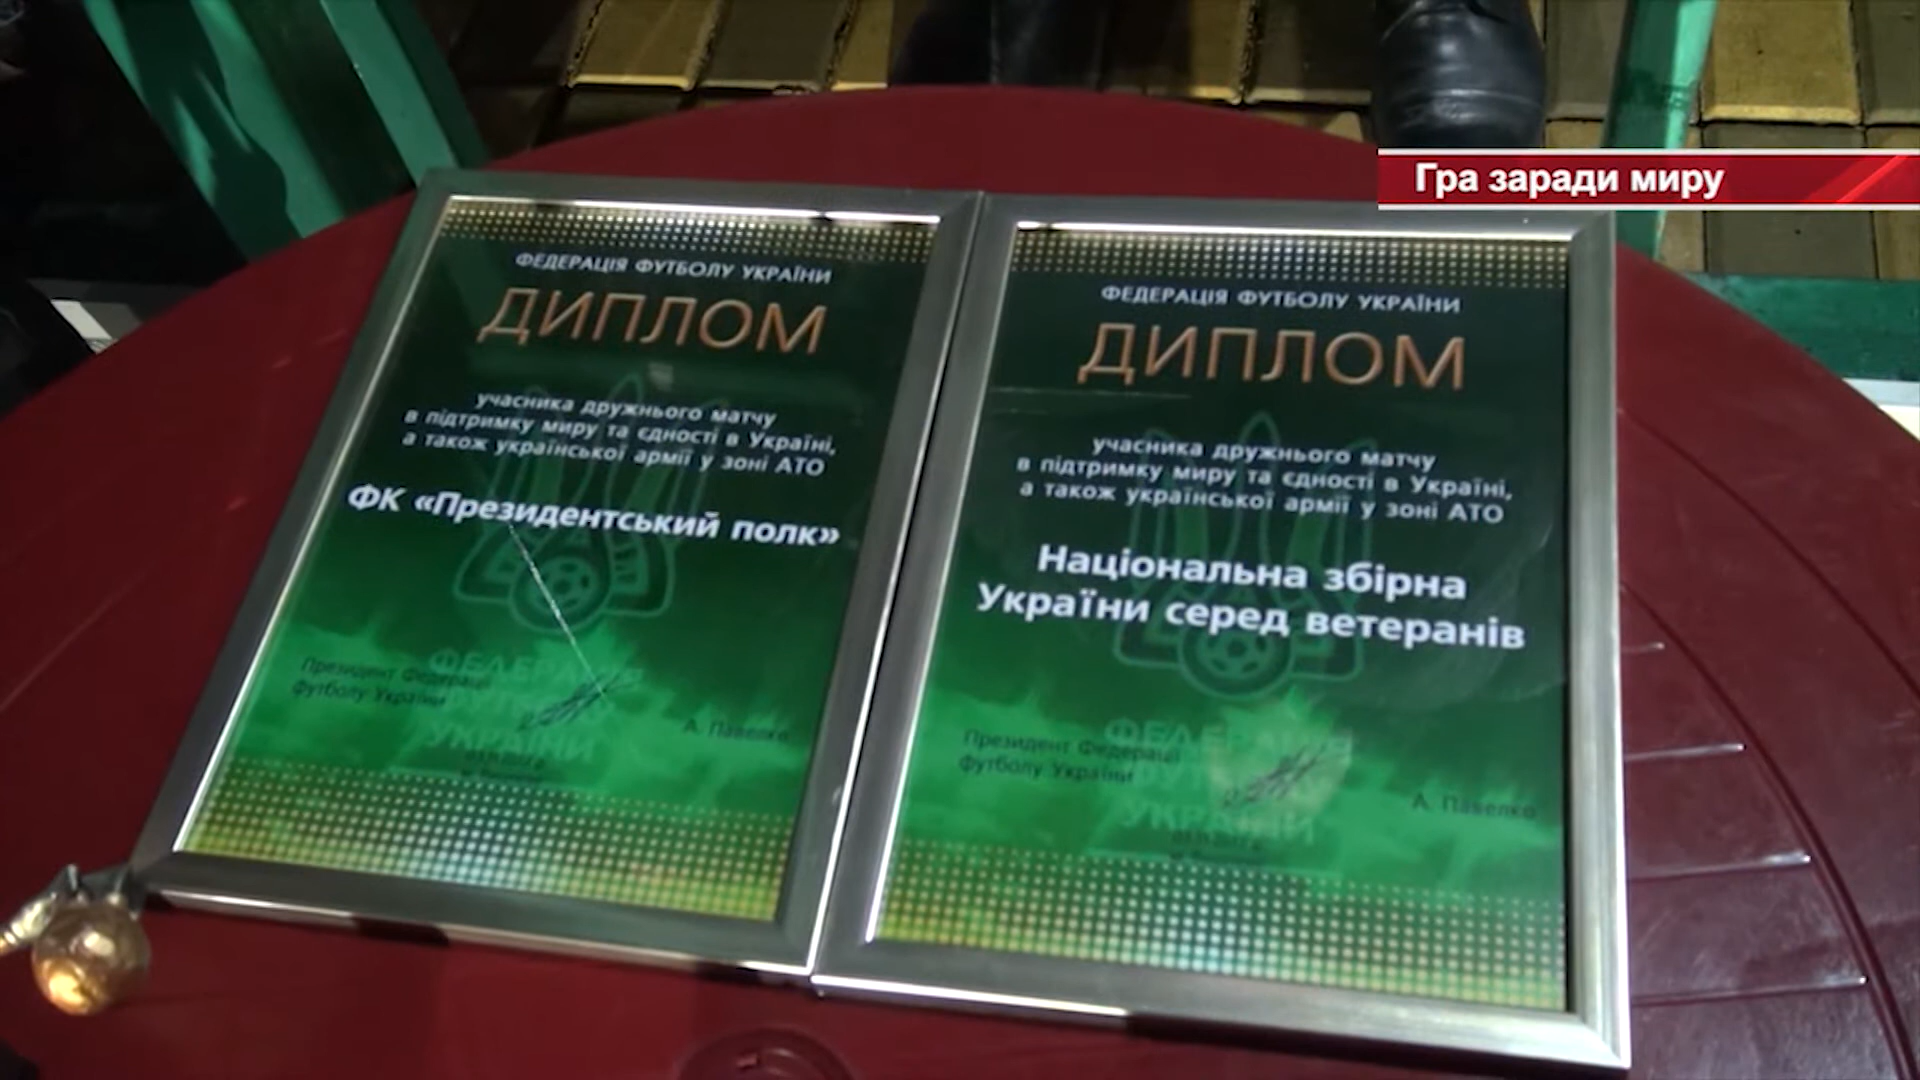 Гра заради миру
ФЕДЕРАЦІЯ ФУТБОЛУ УКРАЇНИ
ДИПЛОМ
учасника дружнього матчу
в підтримку миру та єдності в Україні,
а також української армії у зоні АТО
ФК «Президентський полк»
Президент Федерації
футболу України
А. Павелко
ФЕДЕРАЦІЯ ФУТБОЛУ УКРАЇНИ
ДИПЛОМ
учасника дружнього матчу
в підтримку миру та єдності в Україні,
а також української армії у зоні АТО
Національна збірна
України серед ветеранів
Президент Федерації
футболу України
А. Павелко